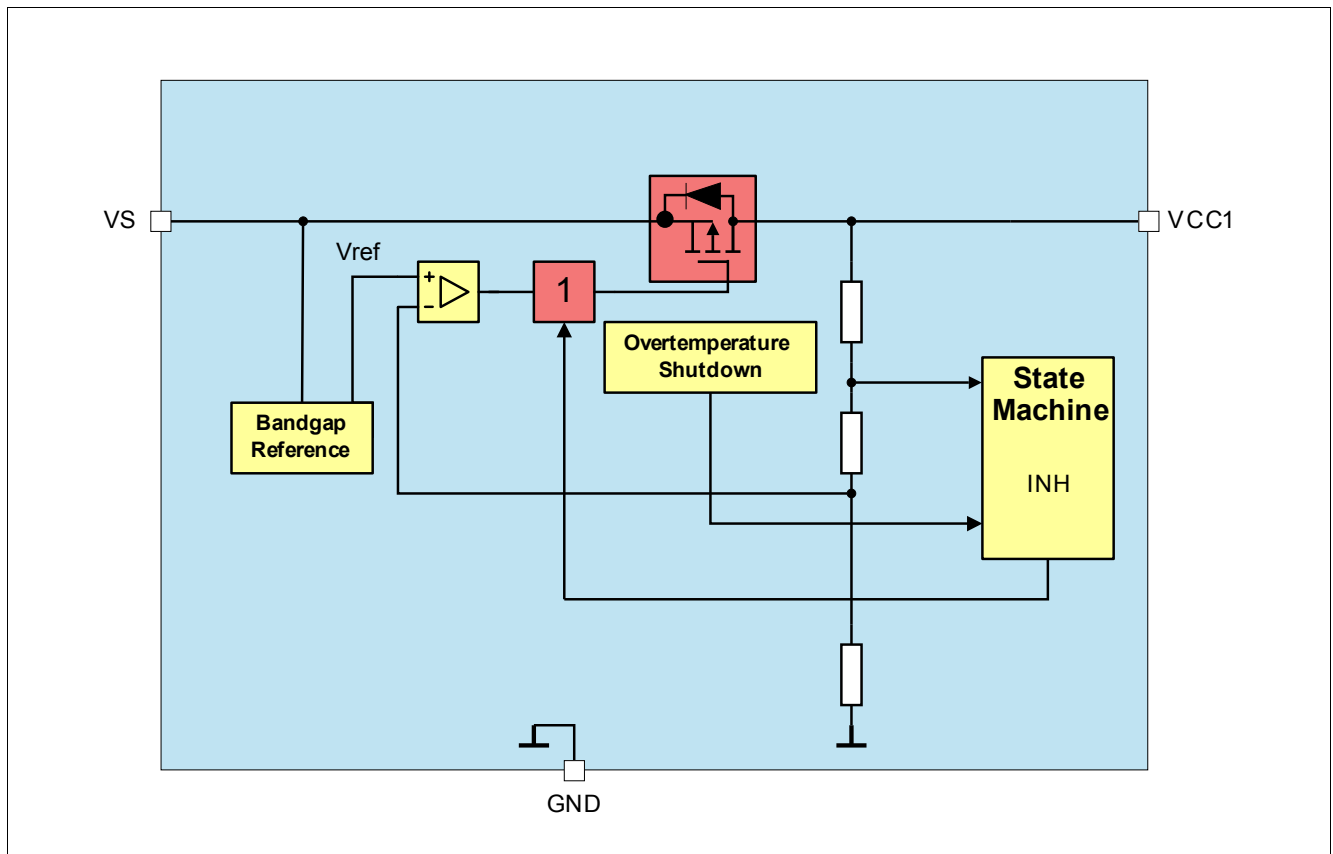 VS
VCC1
Vref
+
−
1
Overtemperature
Shutdown
State
Machine
INH
Bandgap
Reference
GND